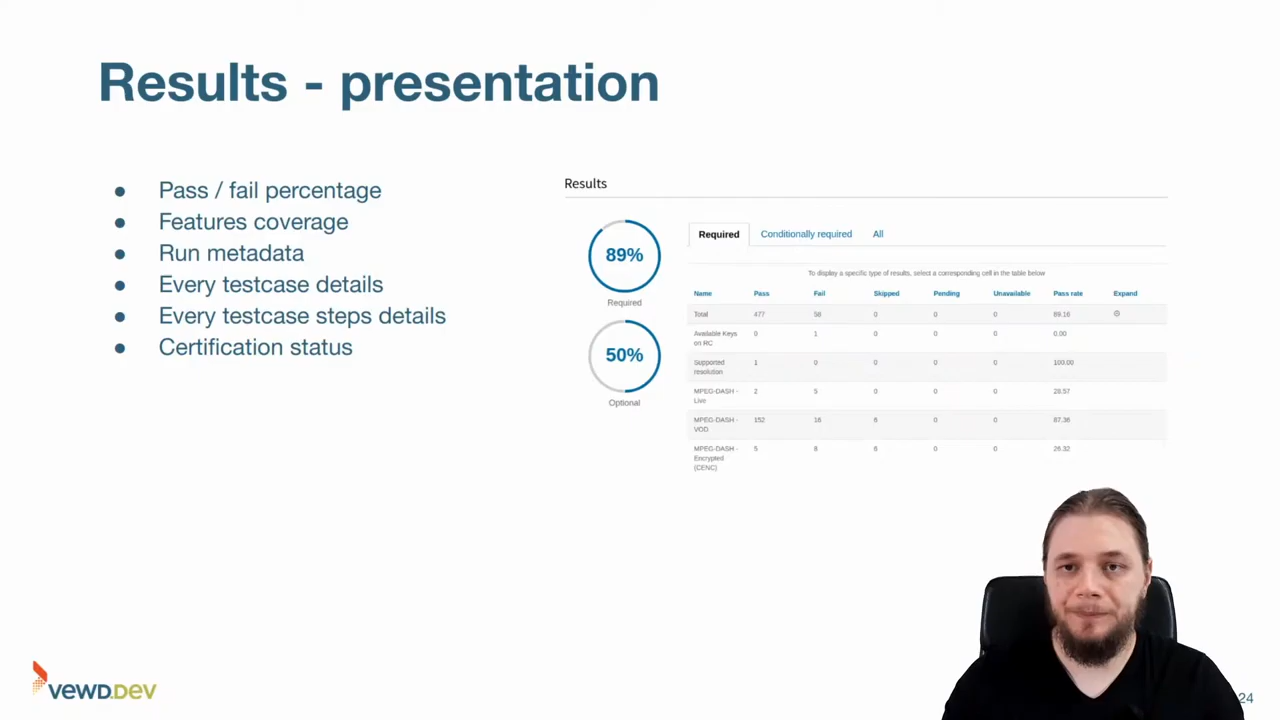 Results - presentation
● Pass / fail percentage
● Features coverage
● Run metadata
● Every testcase details
● Every testcase steps details
● Certification status
Results
89%
Required
50%
Optional
Required Conditionally required All
To display a specific type of results, select a corresponding cell in the table below
Name Pass Fail Skipped Pending Unavailable Pass rate Expand
Total 477 58 0 0 0 89.16
Available Keys 0 1 0 0 0 0.00
on RC
Supported 1 0 0 0 0 100.00
resolution
MPEG-DASH - 2 5 0 0 0 28.57
Live
MPEG-DASH - 152 16 6 0 0 87.36
VOD
MPEG-DASH - 5 8 6 0 0 26.32
Encrypted
(CENC)
VEWD.DEV
24